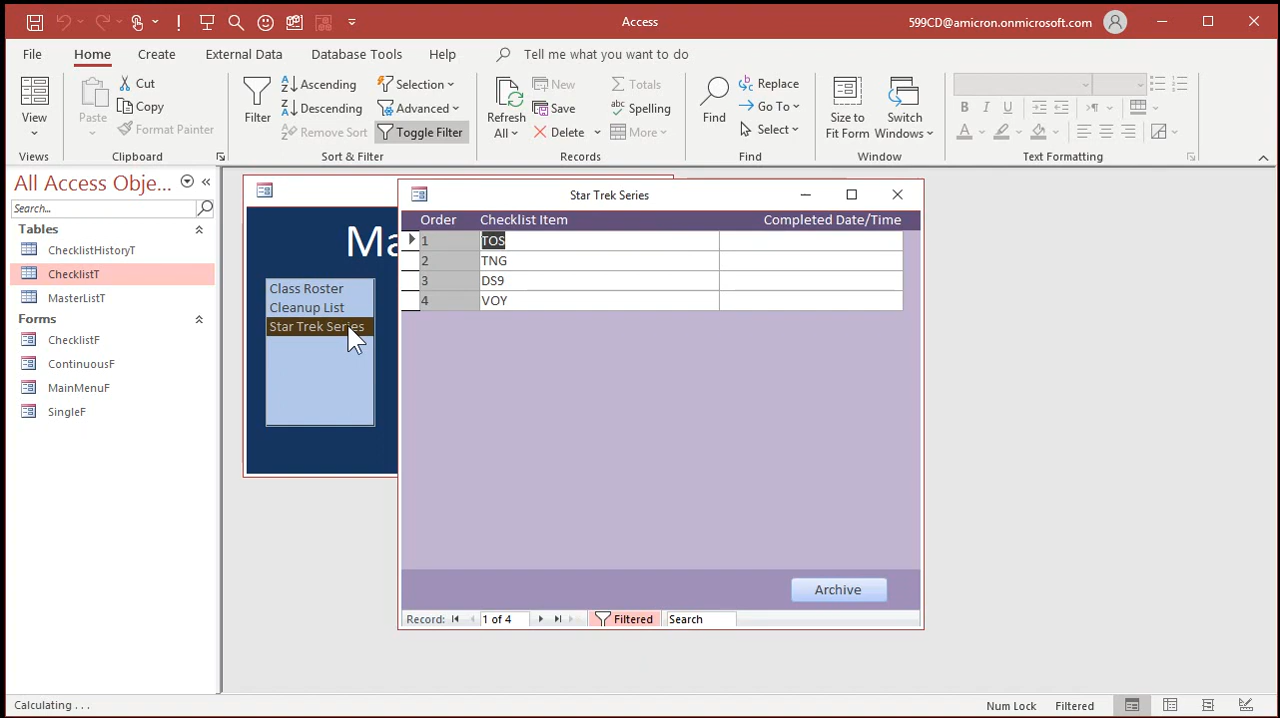 Access
599CD@amicron.onmicrosoft.com
File Home Create External Data Database Tools Help Tell me what you want to do
View
Views
Paste
Cut
Copy
Format Painter
Clipboard
Filter
Ascending
Descending
Remove Sort
Selection
Advanced
Toggle Filter
Sort & Filter
Refresh
All
New
Save
Delete
Totals
Spelling
More
Records
Find
Replace
Go To
Select
Find
Size to
Fit Form
Switch
Windows
Window
B I U
A
Text Formatting
All Access Obje...
Search...
Tables
ChecklistHistoryT
ChecklistT
MasterListT
Forms
ChecklistF
ContinuousF
MainMenuF
SingleF
Ma
Class Roster
Cleanup List
Star Trek Series
Star Trek Series
Order Checklist Item Completed Date/Time
1 TOS
2 TNG
3 DS9
4 VOY
Archive
Record: 1 of 4 Filtered Search
Calculating . . .
Num Lock Filtered